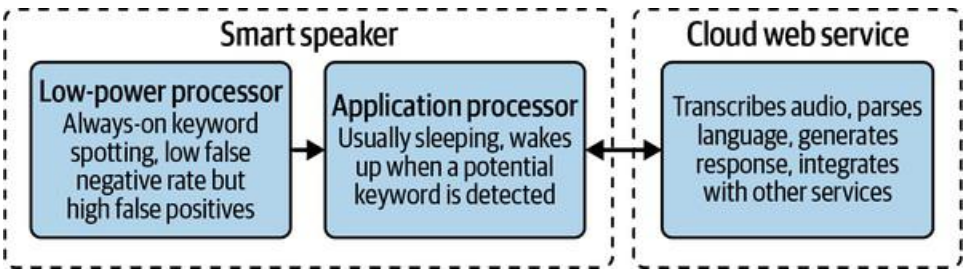 Smart speaker
Low-power processor
Always-on keyword
spotting, low false
negative rate but
high false positives
Application processor
Usually sleeping, wakes
up when a potential
keyword is detected
Cloud web service
Transcribes audio, parses
language, generates
response, integrates
with other services